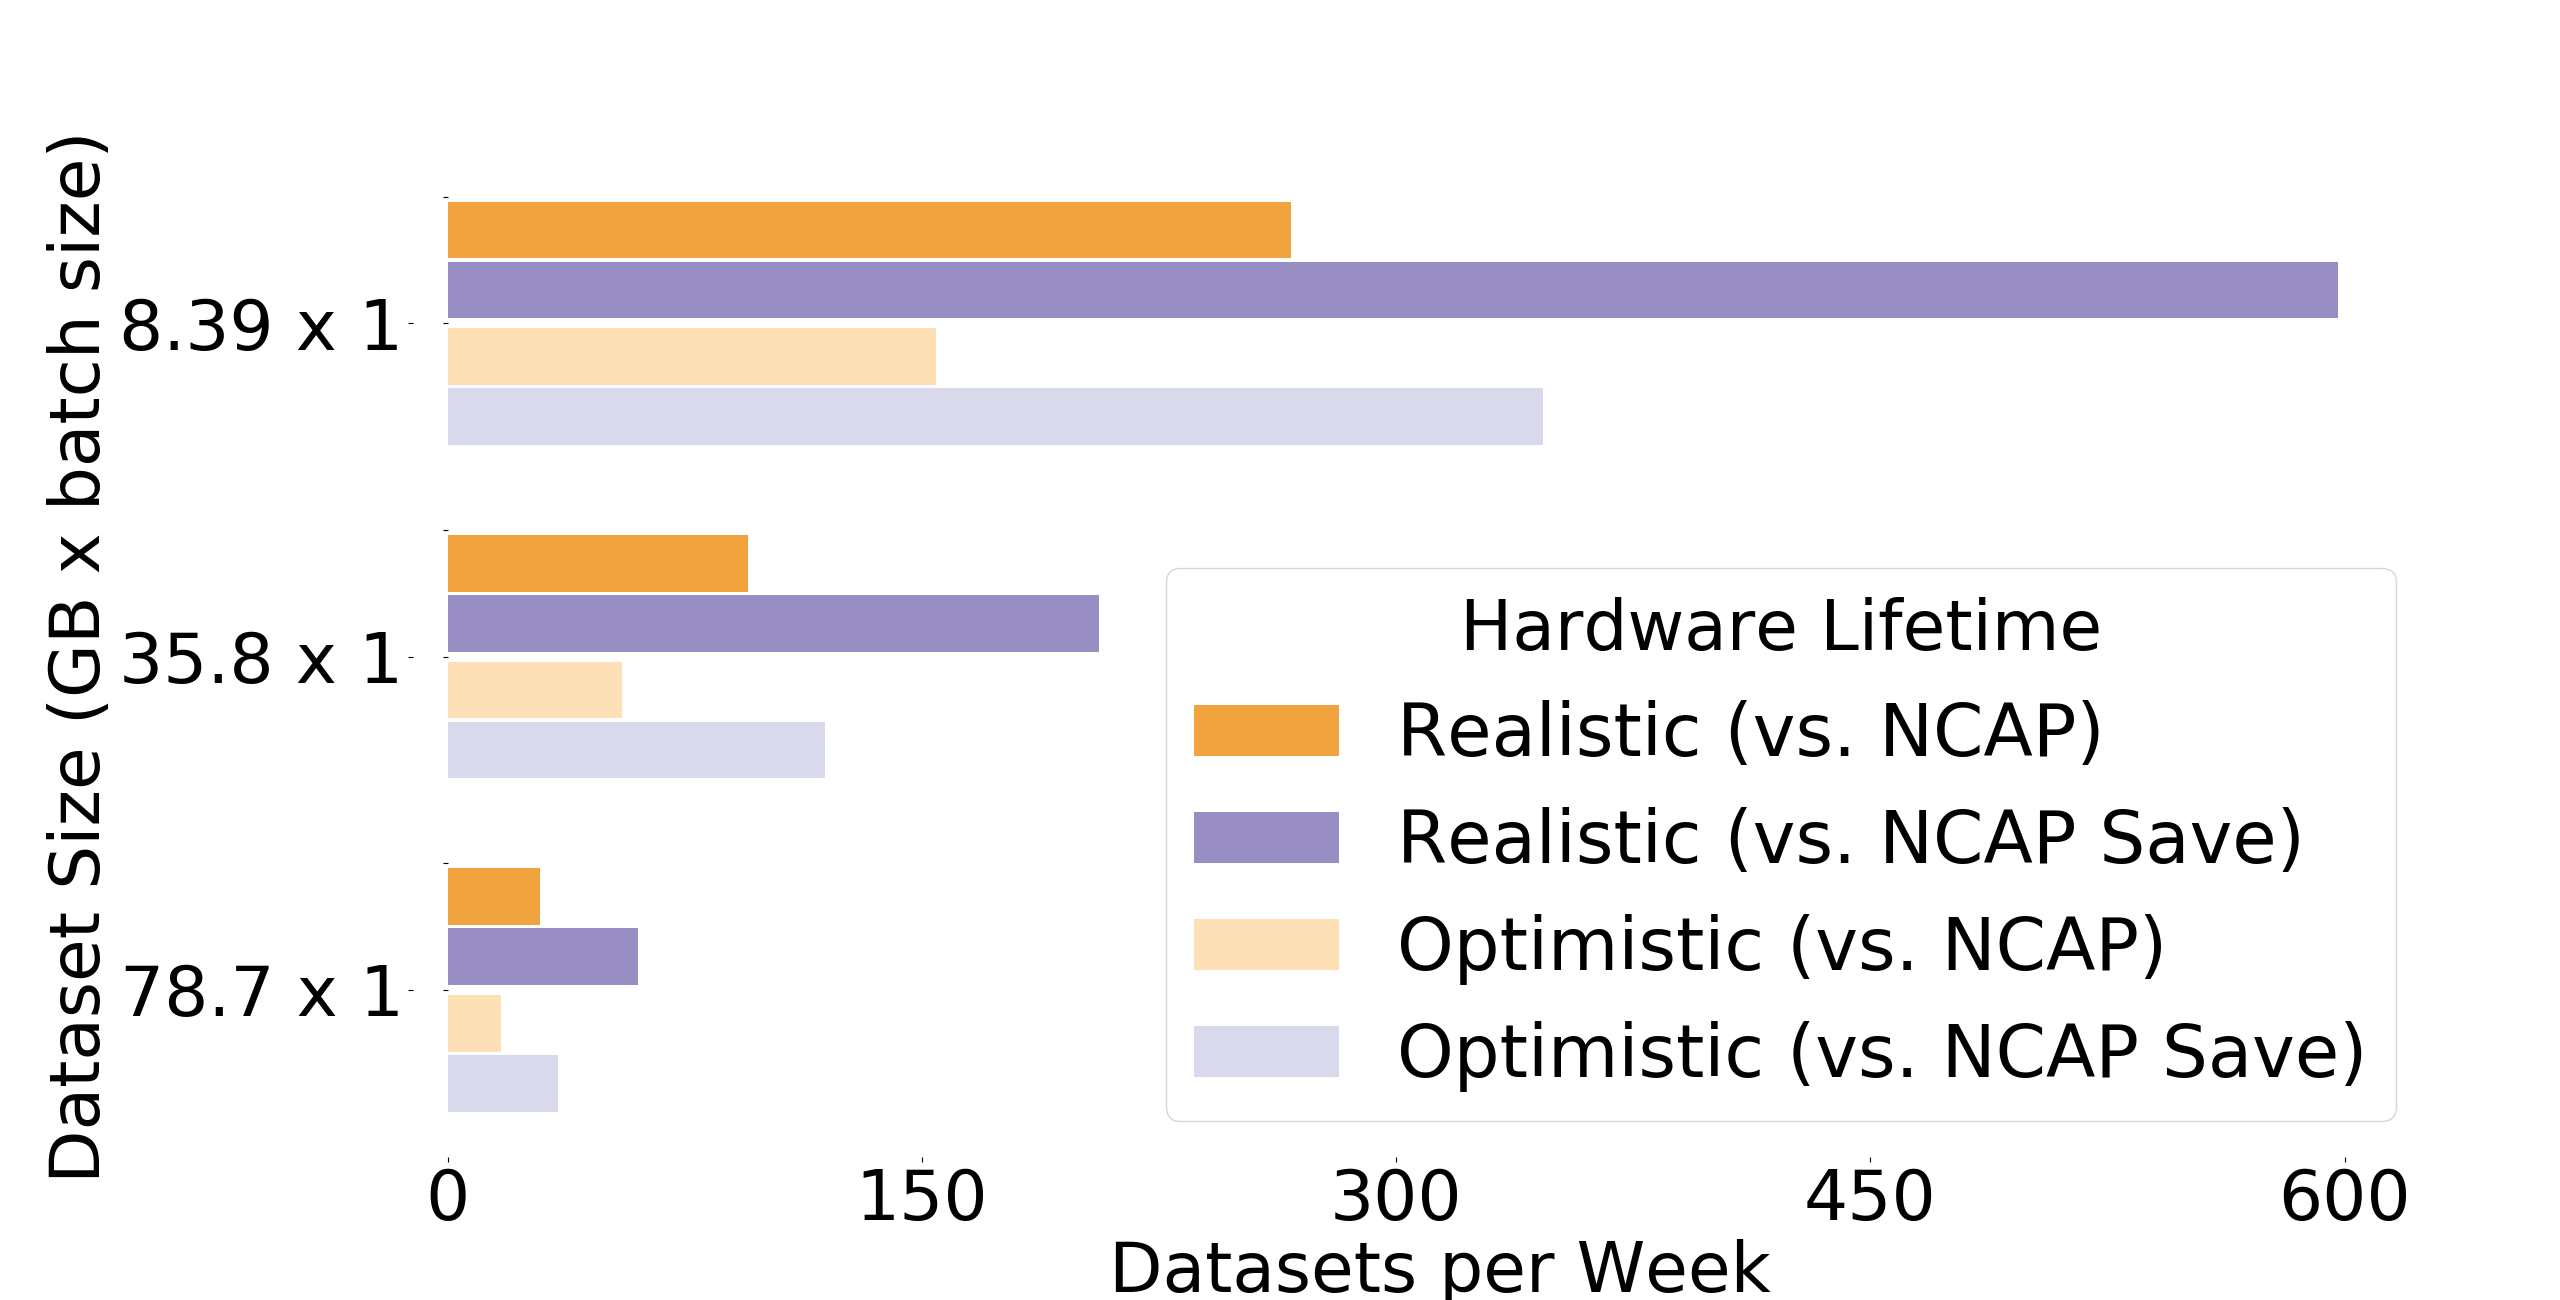 Dataset Size (GB x batch size)
8.39 x 1
35.8 x 1
78.7 x 1
Hardware Lifetime
Realistic (vs. NCAP)
Realistic (vs. NCAP Save)
Optimistic (vs. NCAP)
Optimistic (vs. NCAP Save)
0 150 300 450 600
Datasets per Week